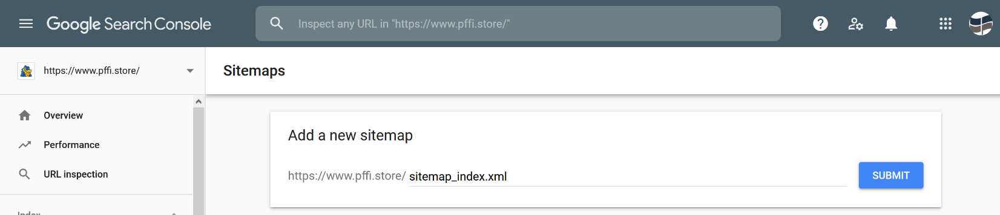 Google Search Console
Inspect any URL in "https://www.pffi.store/"
https://www.pffi.store/
Sitemaps
Overview
Performance
URL inspection
Index
Add a new sitemap
https://www.pffi.store/ sitemap_index.xml
SUBMIT